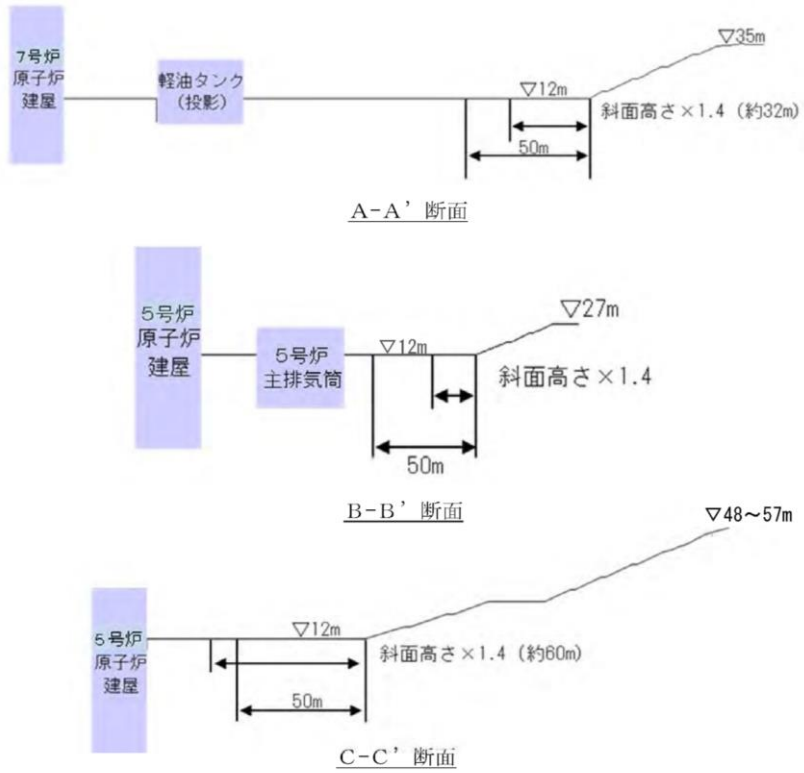 7号炉
原子炉
建屋
軽油タンク
(投影)
▽12m
▽35m
斜面高さ×1.4 (約32m)
50m
A-A’ 断面
5号炉
原子炉
建屋
5号炉
主排気筒
▽12m
▽27m
斜面高さ×1.4
50m
B-B’ 断面
▽48～57m
5号炉
原子炉
建屋
▽12m
斜面高さ×1.4 (約60m)
50m
C-C’ 断面